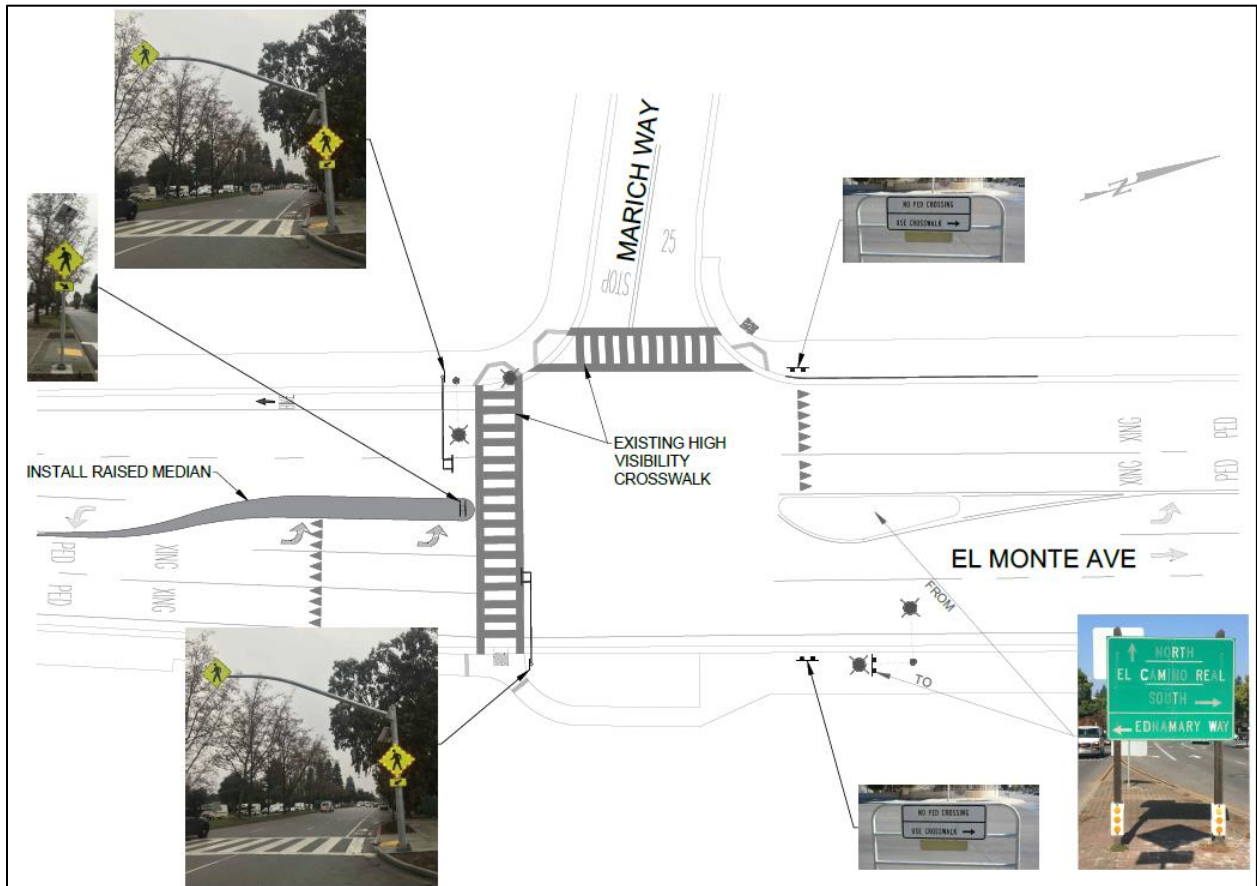 MARICH WAY
25
STOP
N
NO PED CROSSING
USE CROSSWALK →
INSTALL RAISED MEDIAN
EXISTING HIGH
VISIBILITY
CROSSWALK
XING
PED
XING
PED
EL MONTE AVE
PED
XING
PED
XING
FROM
TO
NORTH
EL CAMINO REAL
SOUTH →
← EDNAMARY WAY
NO PED CROSSING
USE CROSSWALK →